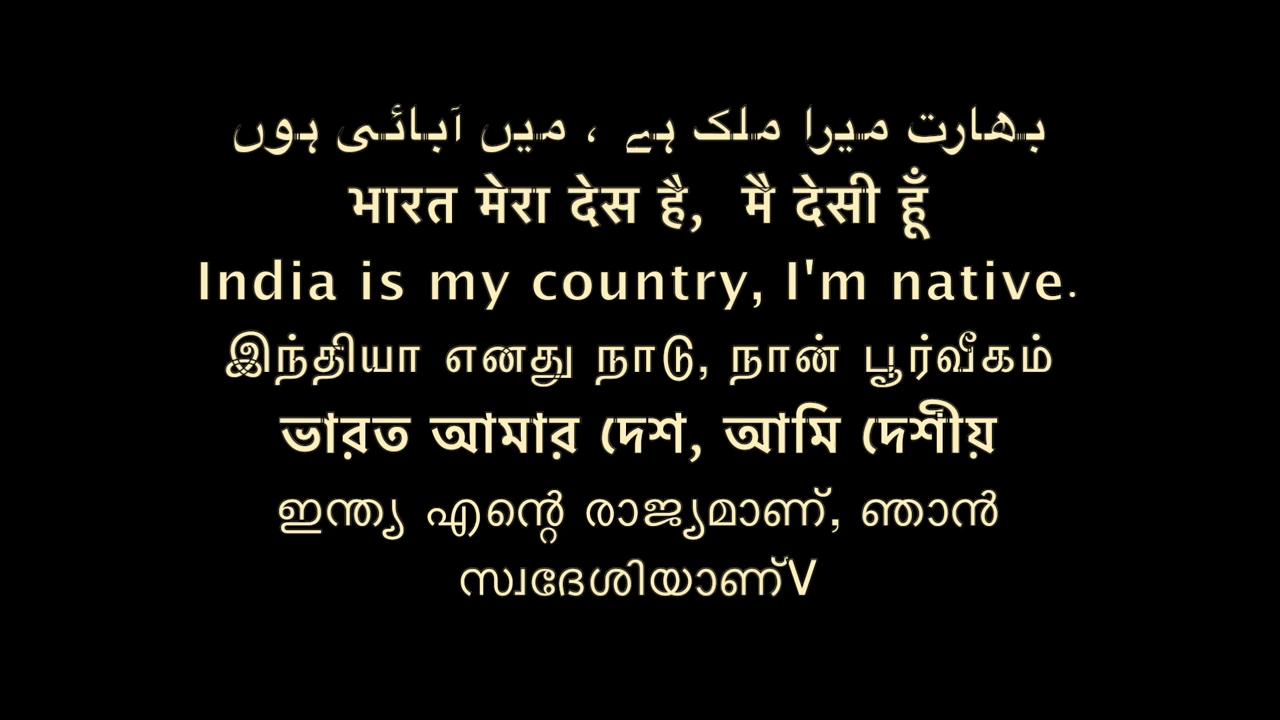 بھارت میرا ملک ہے ، میں آبائی ہوں
भारत मेरा देस है, मै देसी हूँ
India is my country, I'm native.
இந்தியா எனது நாடு, நான் பூர்வீகம்
ভারত আমার দেশ, আমি দেশীয়
ഇന്ത്യ എന്റെ രാജ്യമാണ്, ഞാൻ
സ്വദേശിയാണ്V